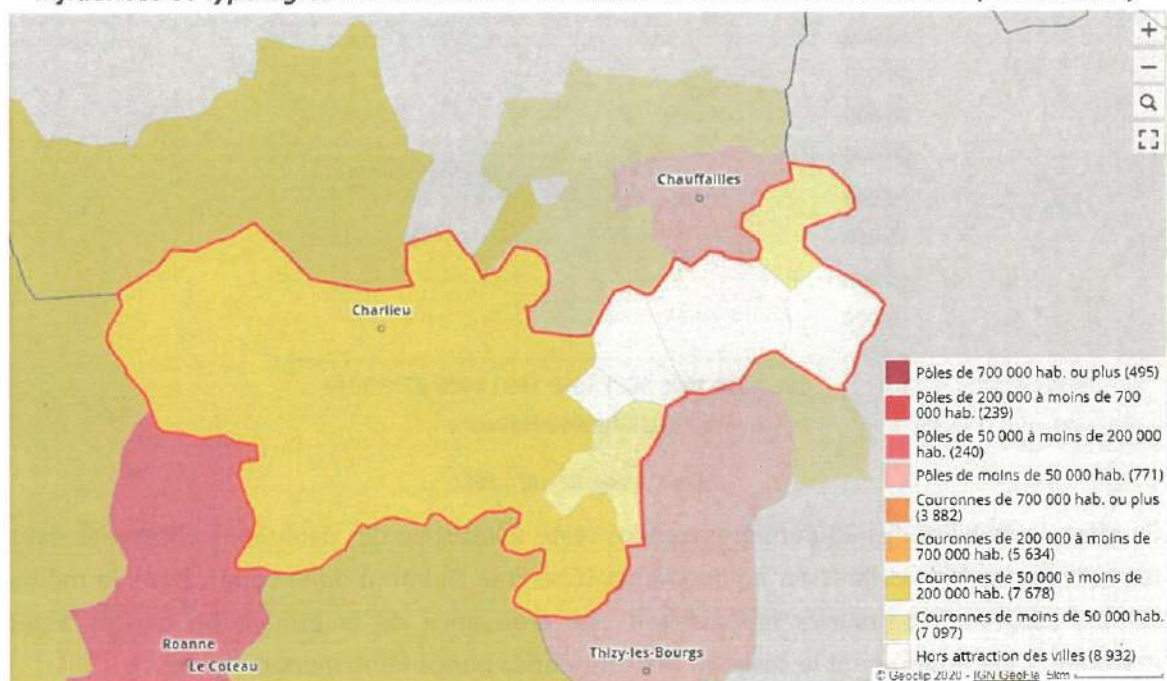 +
−
Chauffailles
Charlieu
Roanne
Le Coteau
Thizy-les-Bourgs
Pôles de 700 000 hab. ou plus (495)
Pôles de 200 000 à moins de 700
000 hab. (239)
Pôles de 50 000 à moins de 200 000
hab. (240)
Pôles de moins de 50 000 hab. (771)
Couronnes de 700 000 hab. ou plus
(3 882)
Couronnes de 200 000 à moins de
700 000 hab. (5 634)
Couronnes de 50 000 à moins de
200 000 hab. (7 678)
Couronnes de moins de 50 000 hab.
(7 097)
Hors attraction des villes (8 932)
© Géoclip 2020 - IGN GéoFla 5km